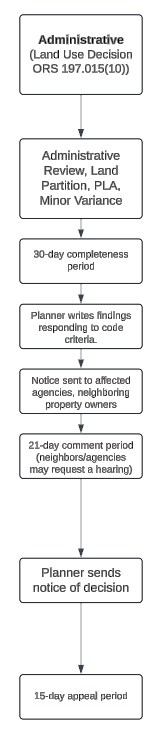 Administrative
(Land Use Decision
ORS 197.015(10))
Administrative
Review, Land
Partition, PLA,
Minor Variance
30-day completeness
period
Planner writes findings
responding to code
criteria.
Notice sent to affected
agencies, neighboring
property owners
21-day comment period
(neighbors/agencies
may request a hearing)
Planner sends
notice of decision
15-day appeal period